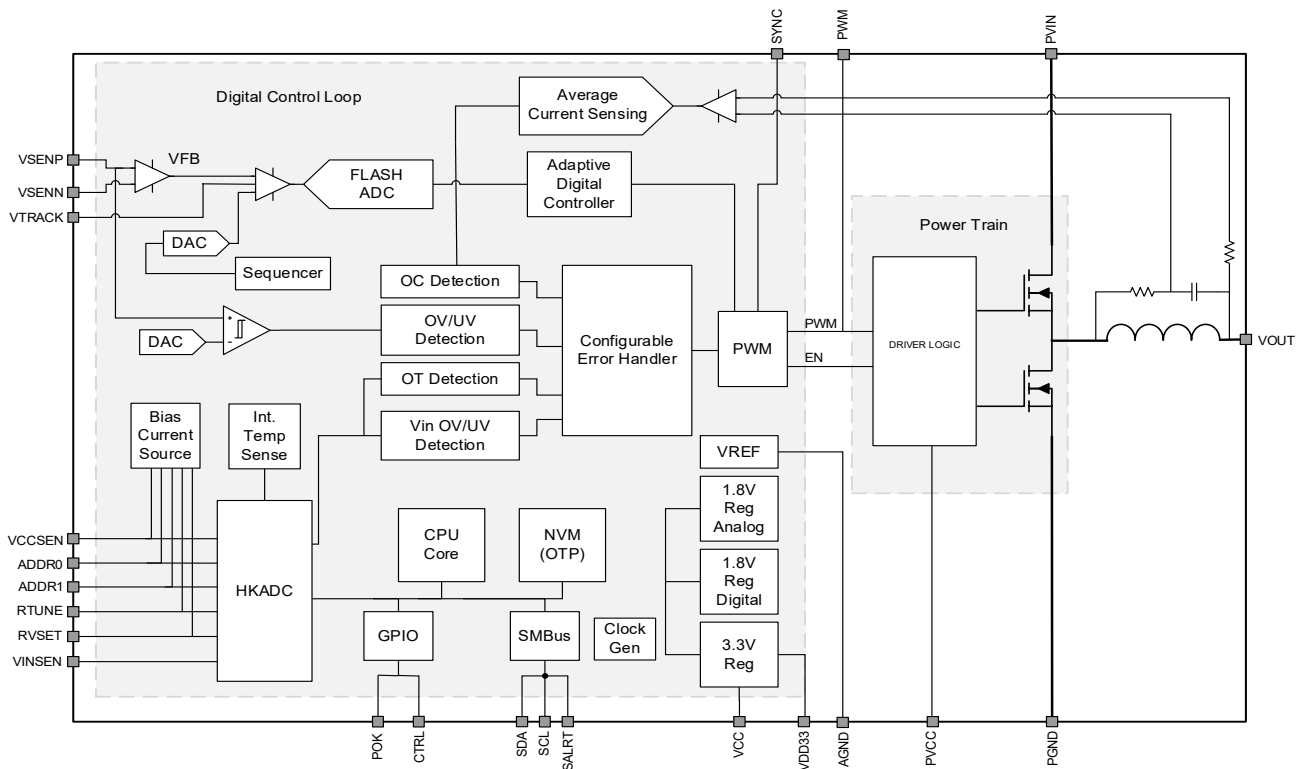 SYNC
PWM
PVIN
Digital Control Loop
Average
Current Sensing
VSENP
VSENN
VTRACK
VFB
FLASH
ADC
Adaptive
Digital
Controller
DAC
Sequencer
Power Train
OC Detection
OV/UV
Detection
OT Detection
Vin OV/UV
Detection
Configurable
Error Handler
DAC
+
-
PWM
PWM
EN
DRIVER LOGIC
VOUT
Bias
Current
Source
Int.
Temp
Sense
VREF
1.8V
Reg
Analog
1.8V
Reg
Digital
3.3V
Reg
VCCSEN
ADDR0
ADDR1
RTUNE
RVSET
VINSEN
HKADC
CPU
Core
NVM
(OTP)
GPIO
SMBus
Clock
Gen
POK
CTRL
SDA
SCL
SALRT
VCC
VDD33
AGND
PVCC
PGND